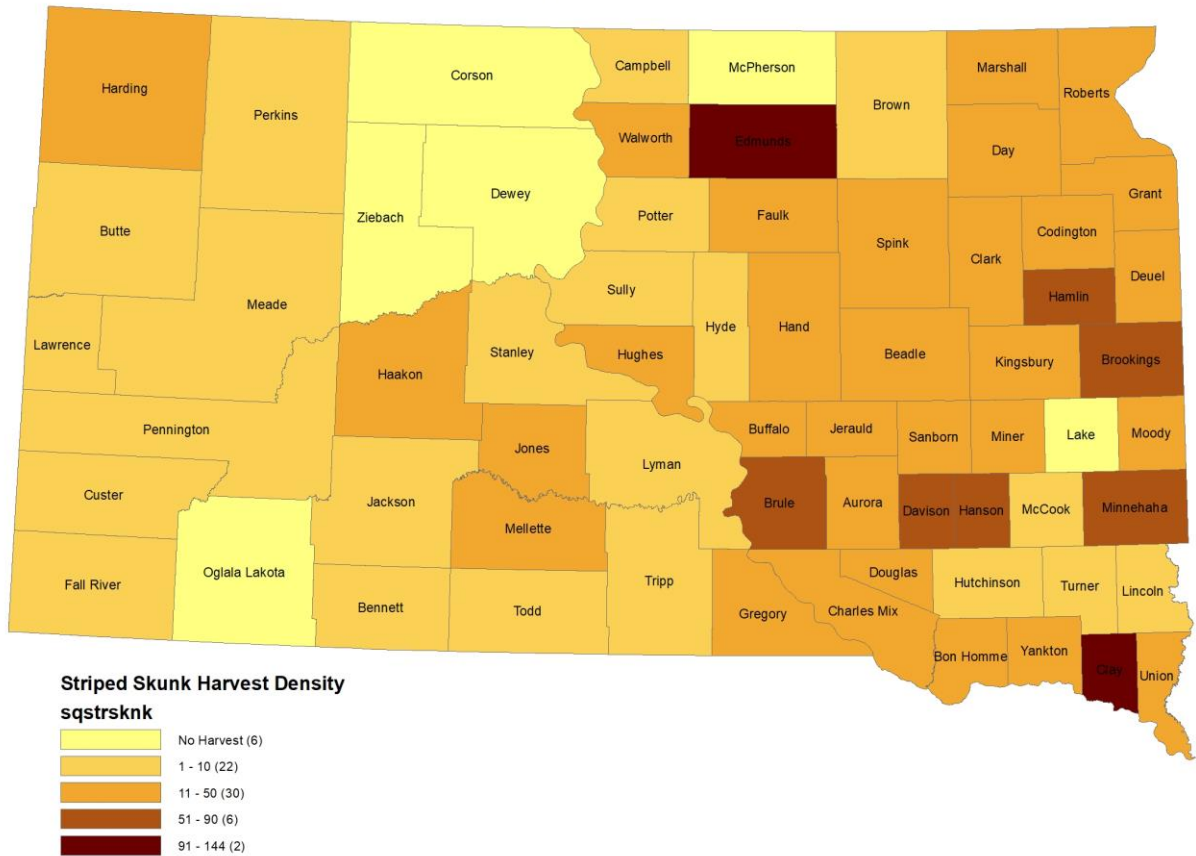 Harding
Perkins
Corson
Campbell
McPherson
Brown
Marshall
Roberts
Walworth
Edmunds
Day
Butte
Ziebach
Dewey
Potter
Faulk
Spink
Clark
Codington
Grant
Meade
Sully
Hyde
Hand
Hamlin
Deuel
Lawrence
Haakon
Stanley
Hughes
Beadle
Kingsbury
Brookings
Pennington
Jones
Lyman
Buffalo
Jerauld
Sanborn
Miner
Lake
Moody
Custer
Jackson
Mellette
Brule
Aurora
Davison
Hanson
McCook
Minnehaha
Fall River
Oglala Lakota
Bennett
Todd
Tripp
Gregory
Douglas
Charles Mix
Hutchinson
Turner
Lincoln
Bon Homme
Yankton
Clay
Union
Striped Skunk Harvest Density
sqstrsknk
No Harvest (6)
1 - 10 (22)
11 - 50 (30)
51 - 90 (6)
91 - 144 (2)